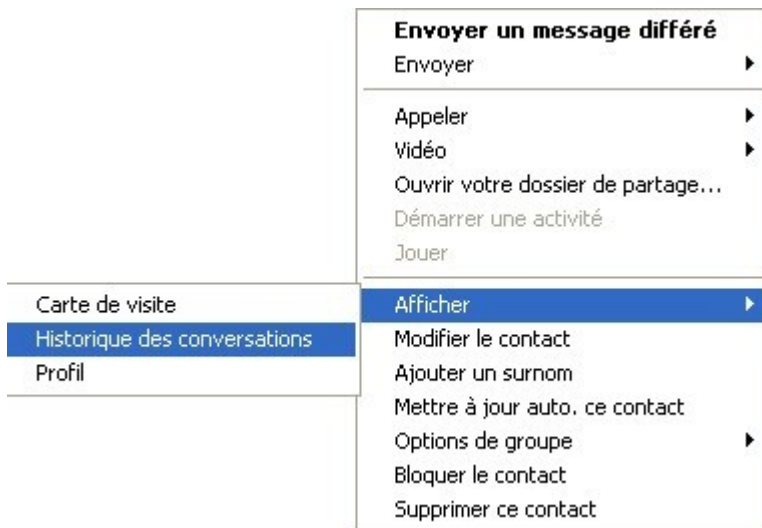 Envoyer un message différé
Envoyer
Appeler
Vidéo
Ouvrir votre dossier de partage...
Démarrer une activité
Jouer
Afficher
Carte de visite
Historique des conversations
Profil
Modifier le contact
Ajouter un surnom
Mettre à jour auto. ce contact
Options de groupe
Bloquer le contact
Supprimer ce contact